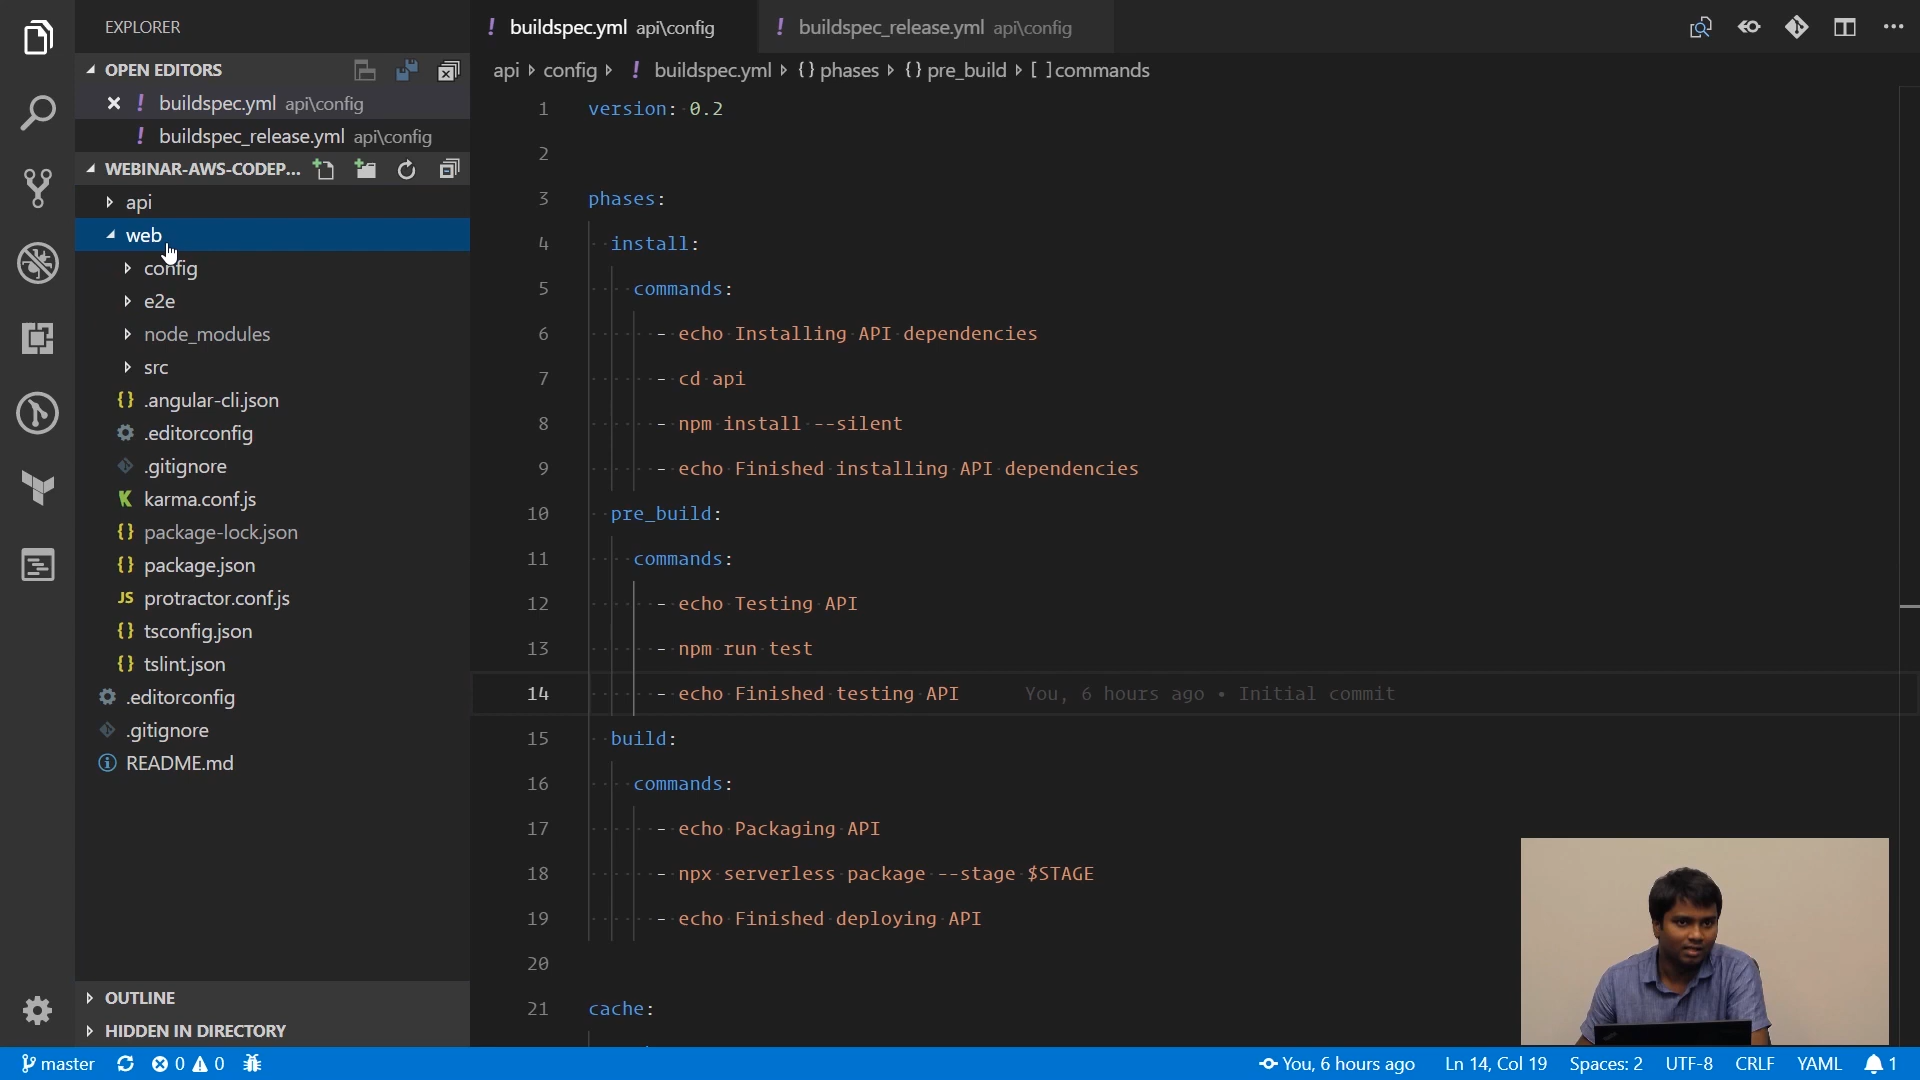 EXPLORER
OPEN EDITORS
buildspec.yml api\config
buildspec_release.yml api\config
WEBINAR-AWS-CODEP...
api
web
config
e2e
node_modules
src
{} .angular-cli.json
.editorconfig
.gitignore
karma.conf.js
{} package-lock.json
{} package.json
JS protractor.conf.js
{} tsconfig.json
{} tslint.json
.editorconfig
.gitignore
README.md
OUTLINE
HIDDEN IN DIRECTORY
! buildspec.yml api\config
! buildspec_release.yml api\config
api › config › ! buildspec.yml › {} phases › {} pre_build › [ ] commands
1 version: 0.2
2
3 phases:
4 install:
5 commands:
6 - echo Installing API dependencies
7 - cd api
8 - npm install --silent
9 - echo Finished installing API dependencies
10 pre_build:
11 commands:
12 - echo Testing API
13 - npm run test
14 - echo Finished testing API You, 6 hours ago • Initial commit
15 build:
16 commands:
17 - echo Packaging API
18 - npx serverless package --stage $STAGE
19 - echo Finished deploying API
20
21 cache:
master 0 0 You, 6 hours ago Ln 14, Col 19 Spaces: 2 UTF-8 CRLF YAML 1